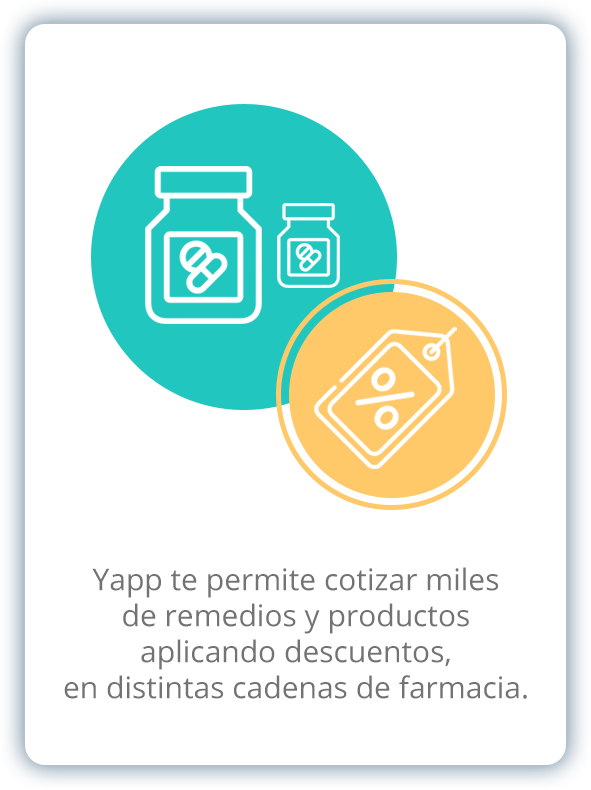 Yapp te permite cotizar miles
de remedios y productos
aplicando descuentos,
en distintas cadenas de farmacia.